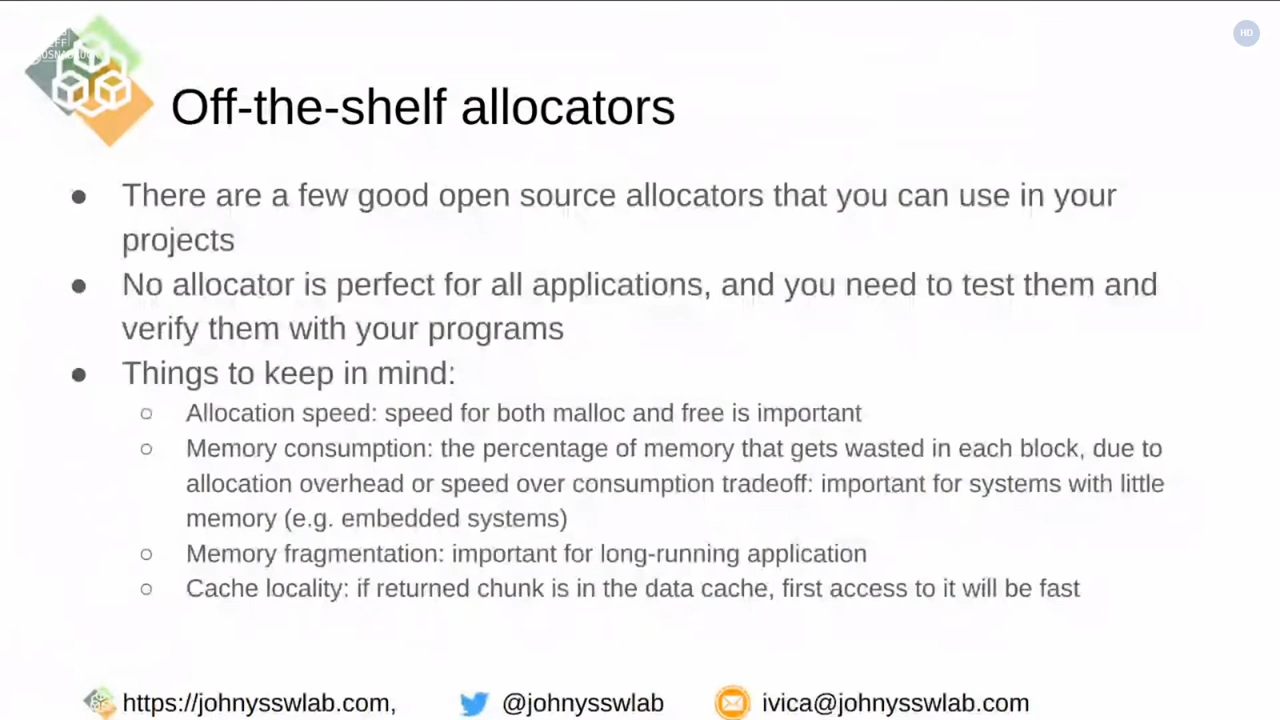 HD
Off-the-shelf allocators
● There are a few good open source allocators that you can use in your
projects
● No allocator is perfect for all applications, and you need to test them and
verify them with your programs
● Things to keep in mind:
○ Allocation speed: speed for both malloc and free is important
○ Memory consumption: the percentage of memory that gets wasted in each block, due to
allocation overhead or speed over consumption tradeoff: important for systems with little
memory (e.g. embedded systems)
○ Memory fragmentation: important for long-running application
○ Cache locality: if returned chunk is in the data cache, first access to it will be fast
https://johnysswlab.com, @johnysswlab ivica@johnysswlab.com